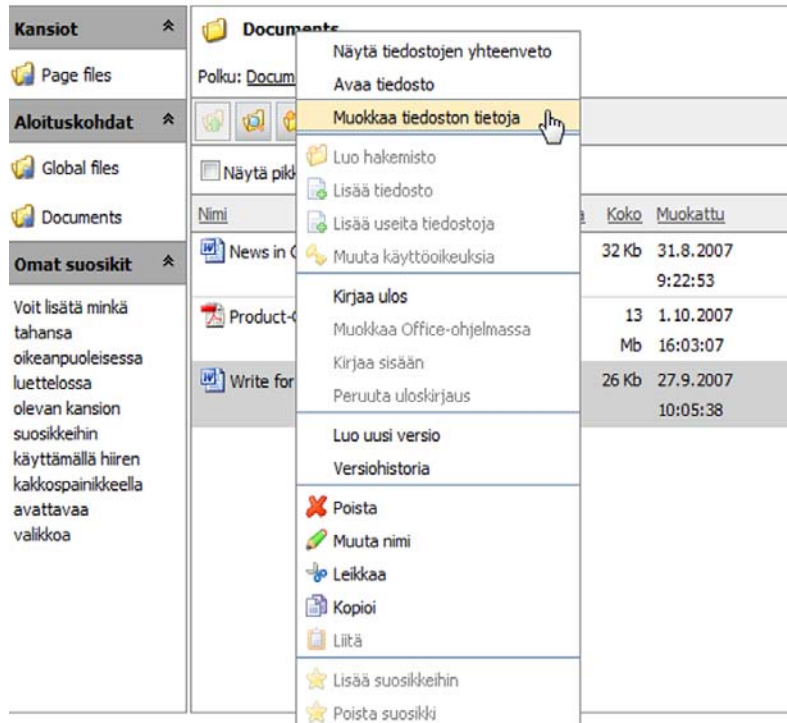 Kansiot
Page files
Aloituskohdat
Global files
Documents
Omat suosikit
Voit lisätä minkä
tahansa
oikeanpuoleisessa
luettelossa
olevan kansion
suosikkeihin
käyttämällä hiiren
kakkospainikkeella
avattavaa
valikkoa
Documents
Polku: Docum
Näytä pikk
Nimi Koko Muokattu
News in 32 Kb 31.8.2007
9:22:53
Product- 13 1.10.2007
Mb 16:03:07
Write for 26 Kb 27.9.2007
10:05:38
Näytä tiedostojen yhteenveto
Avaa tiedosto
Muokkaa tiedoston tietoja
Luo hakemisto
Lisää tiedosto
Lisää useita tiedostoja
Muuta käyttöoikeuksia
Kirjaa ulos
Muokkaa Office-ohjelmassa
Kirjaa sisään
Peruuta uloskirjaus
Luo uusi versio
Versiohistoria
Poista
Muuta nimi
Leikkaa
Kopioi
Liitä
Lisää suosikkeihin
Poista suosikki